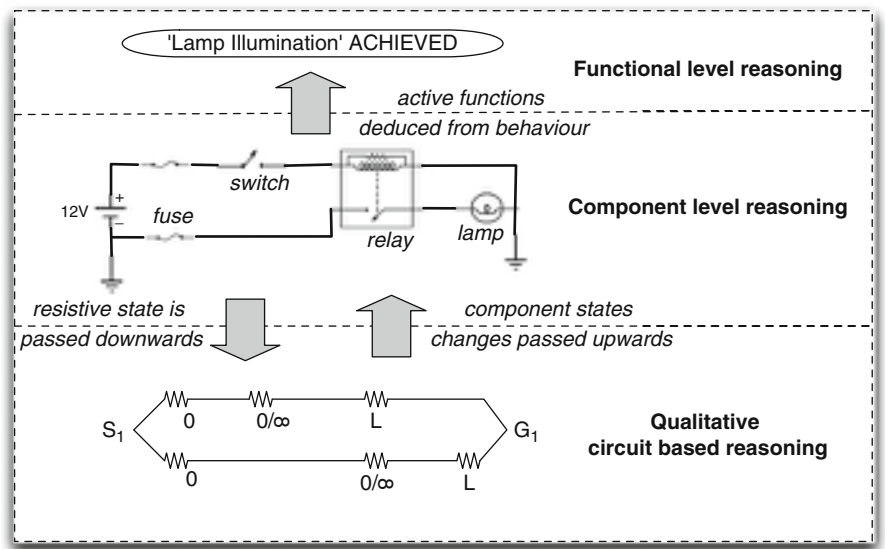 'Lamp Illumination' ACHIEVED
Functional level reasoning
active functions
deduced from behaviour
switch
12V
+
−
fuse
Component level reasoning
relay
lamp
resistive state is
passed downwards
component states
changes passed upwards
0
0/∞
L
S1
G1
Qualitative
circuit based reasoning
0
0/∞
L